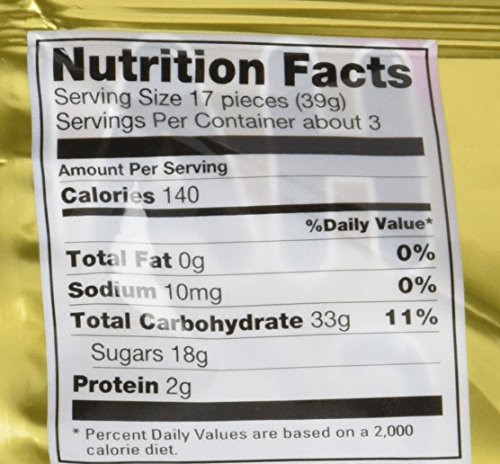 Nutrition Facts
Serving Size 17 pieces (39g)
Servings Per Container about 3
Amount Per Serving
Calories 140
%Daily Value*
Total Fat 0g 0%
Sodium 10mg 0%
Total Carbohydrate 33g 11%
Sugars 18g
Protein 2g
* Percent Daily Values are based on a 2,000
calorie diet.